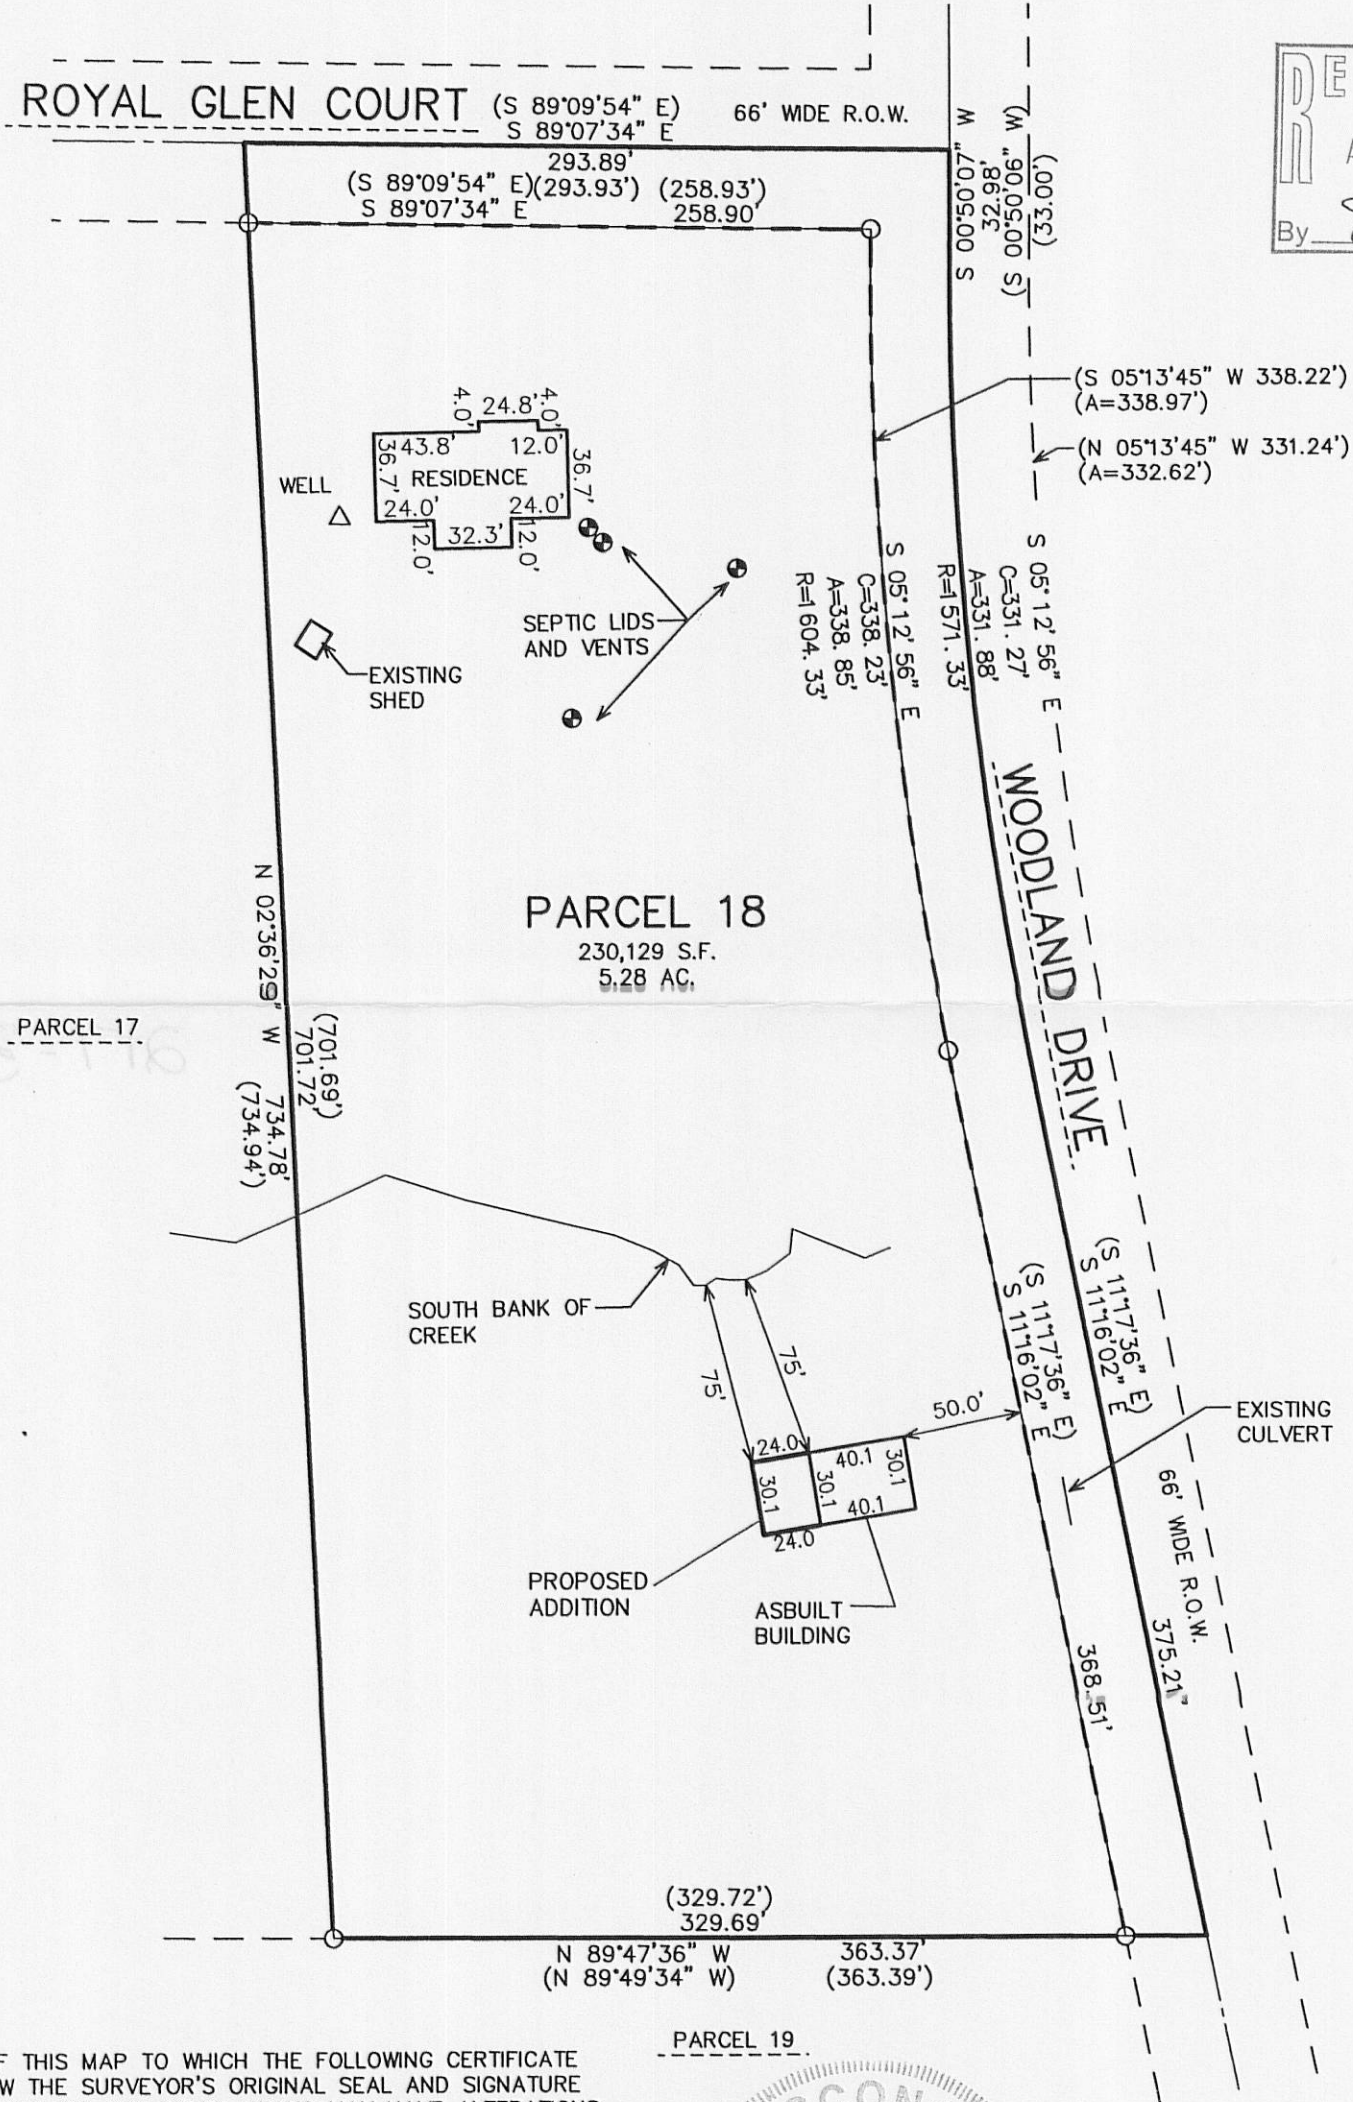 ROYAL GLEN COURT
(S 89°09'54" E)
S 89°07'34" E
66' WIDE R.O.W.
293.89'
(S 89°09'54" E)(293.93') (258.93')
S 89°07'34" E 258.90'
S 00°50'07" W
32.98'
(S 00°50'06" W)
(33.00')
By
(S 05°13'45" W 338.22')
(A=338.97')
(N 05°13'45" W 331.24')
(A=332.62')
4.0'
24.8'
4.0'
43.8'
12.0'
36.7'
36.7'
RESIDENCE
WELL
24.0'
24.0'
12.0'
32.3'
12.0'
SEPTIC LIDS
AND VENTS
EXISTING
SHED
S 05°12'56" E
C=338.23'
A=338.85'
R=1604.33'
S 05°12'56" E
C=331.27'
A=331.88'
R=1571.33'
WOODLAND DRIVE
PARCEL 18
230,129 S.F.
5.28 AC.
N 02°36'29" W
PARCEL 17
(701.69')
701.72'
734.78'
(734.94')
SOUTH BANK OF
CREEK
75'
75'
(S 11°17'36" E)
S 11°16'02" E
(S 11°17'36" E)
S 11°16'02" E
50.0'
EXISTING
CULVERT
24.0
40.1
30.1
30.1
30.1
40.1
24.0
66' WIDE R.O.W.
PROPOSED
ADDITION
ASBUILT
BUILDING
375.21'
368.51'
(329.72')
329.69'
N 89°47'36" W 363.37'
(N 89°49'34" W) (363.39')
PARCEL 19
THIS MAP TO WHICH THE FOLLOWING CERTIFICATE
THE SURVEYOR'S ORIGINAL SEAL AND SIGNATURE